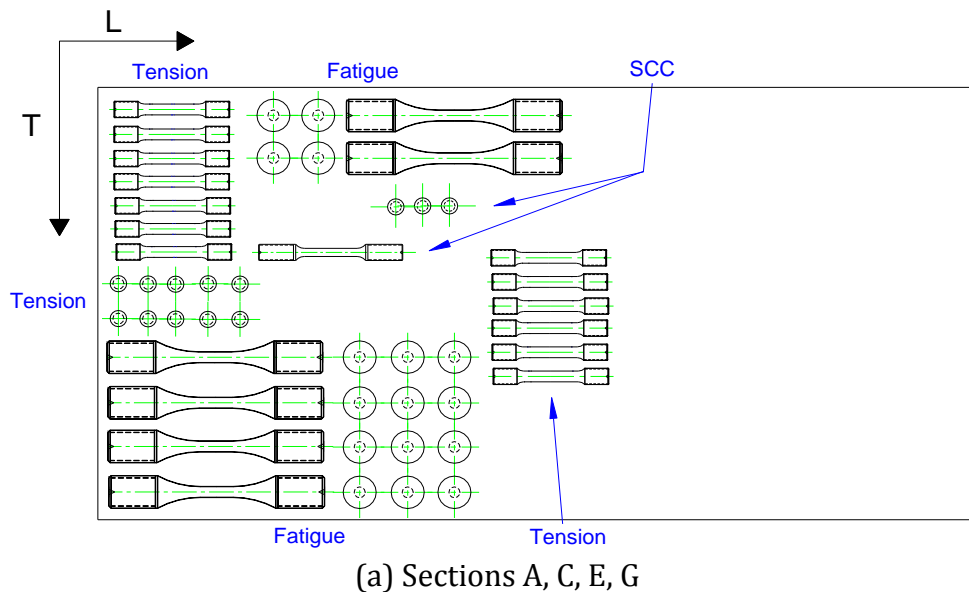 L
Tension
Fatigue
SCC
T
Tension
Fatigue
Tension
(a) Sections A, C, E, G